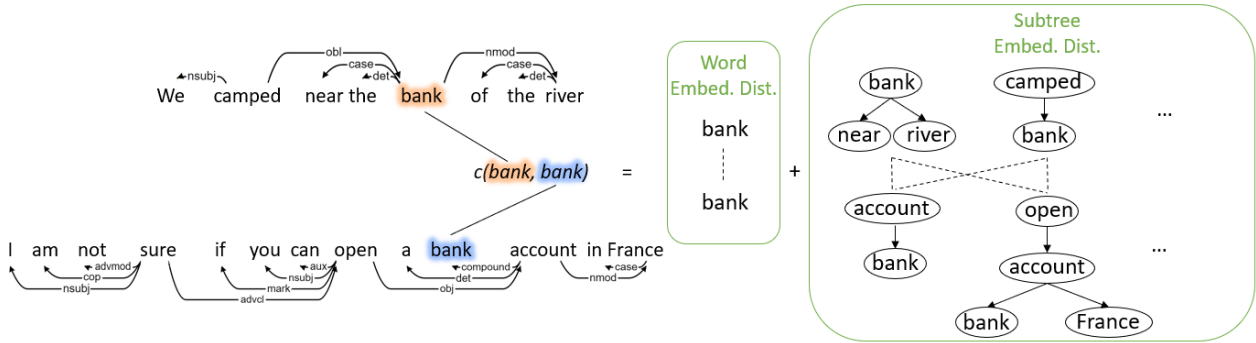 obl
nmod
case
case
nsubj
det
det
We camped near the bank of the river
c(bank, bank) =
I am not sure if you can open a bank account in France
advmod
aux
compound
case
cop
nsubj
det
nmod
nsubj
mark
obj
advcl
Word
Embed. Dist.
bank
bank
+
Subtree
Embed. Dist.
bank
camped
near
river
bank
...
account
open
bank
account
...
bank
France